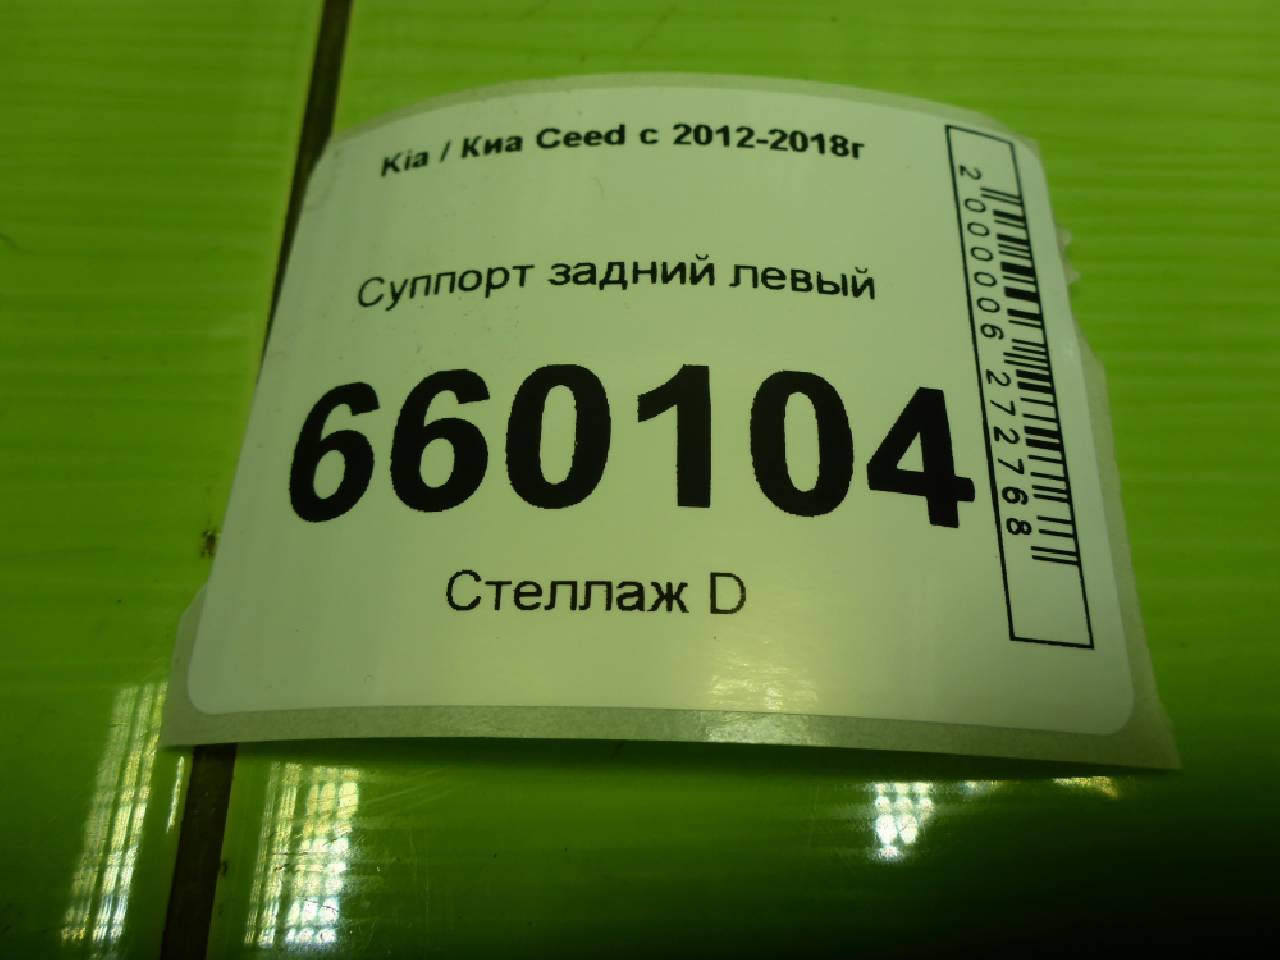 Kia / Киа Ceed с 2012-2018г
Суппорт задний левый
660104
Стеллаж D
2000006272768